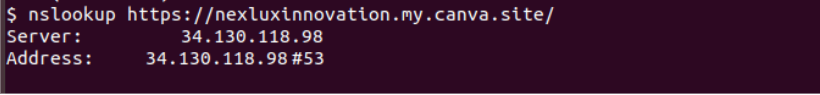 $ nslookup https://nexluxinnovation.my.canva.site/
Server:         34.130.118.98
Address:     34.130.118.98#53